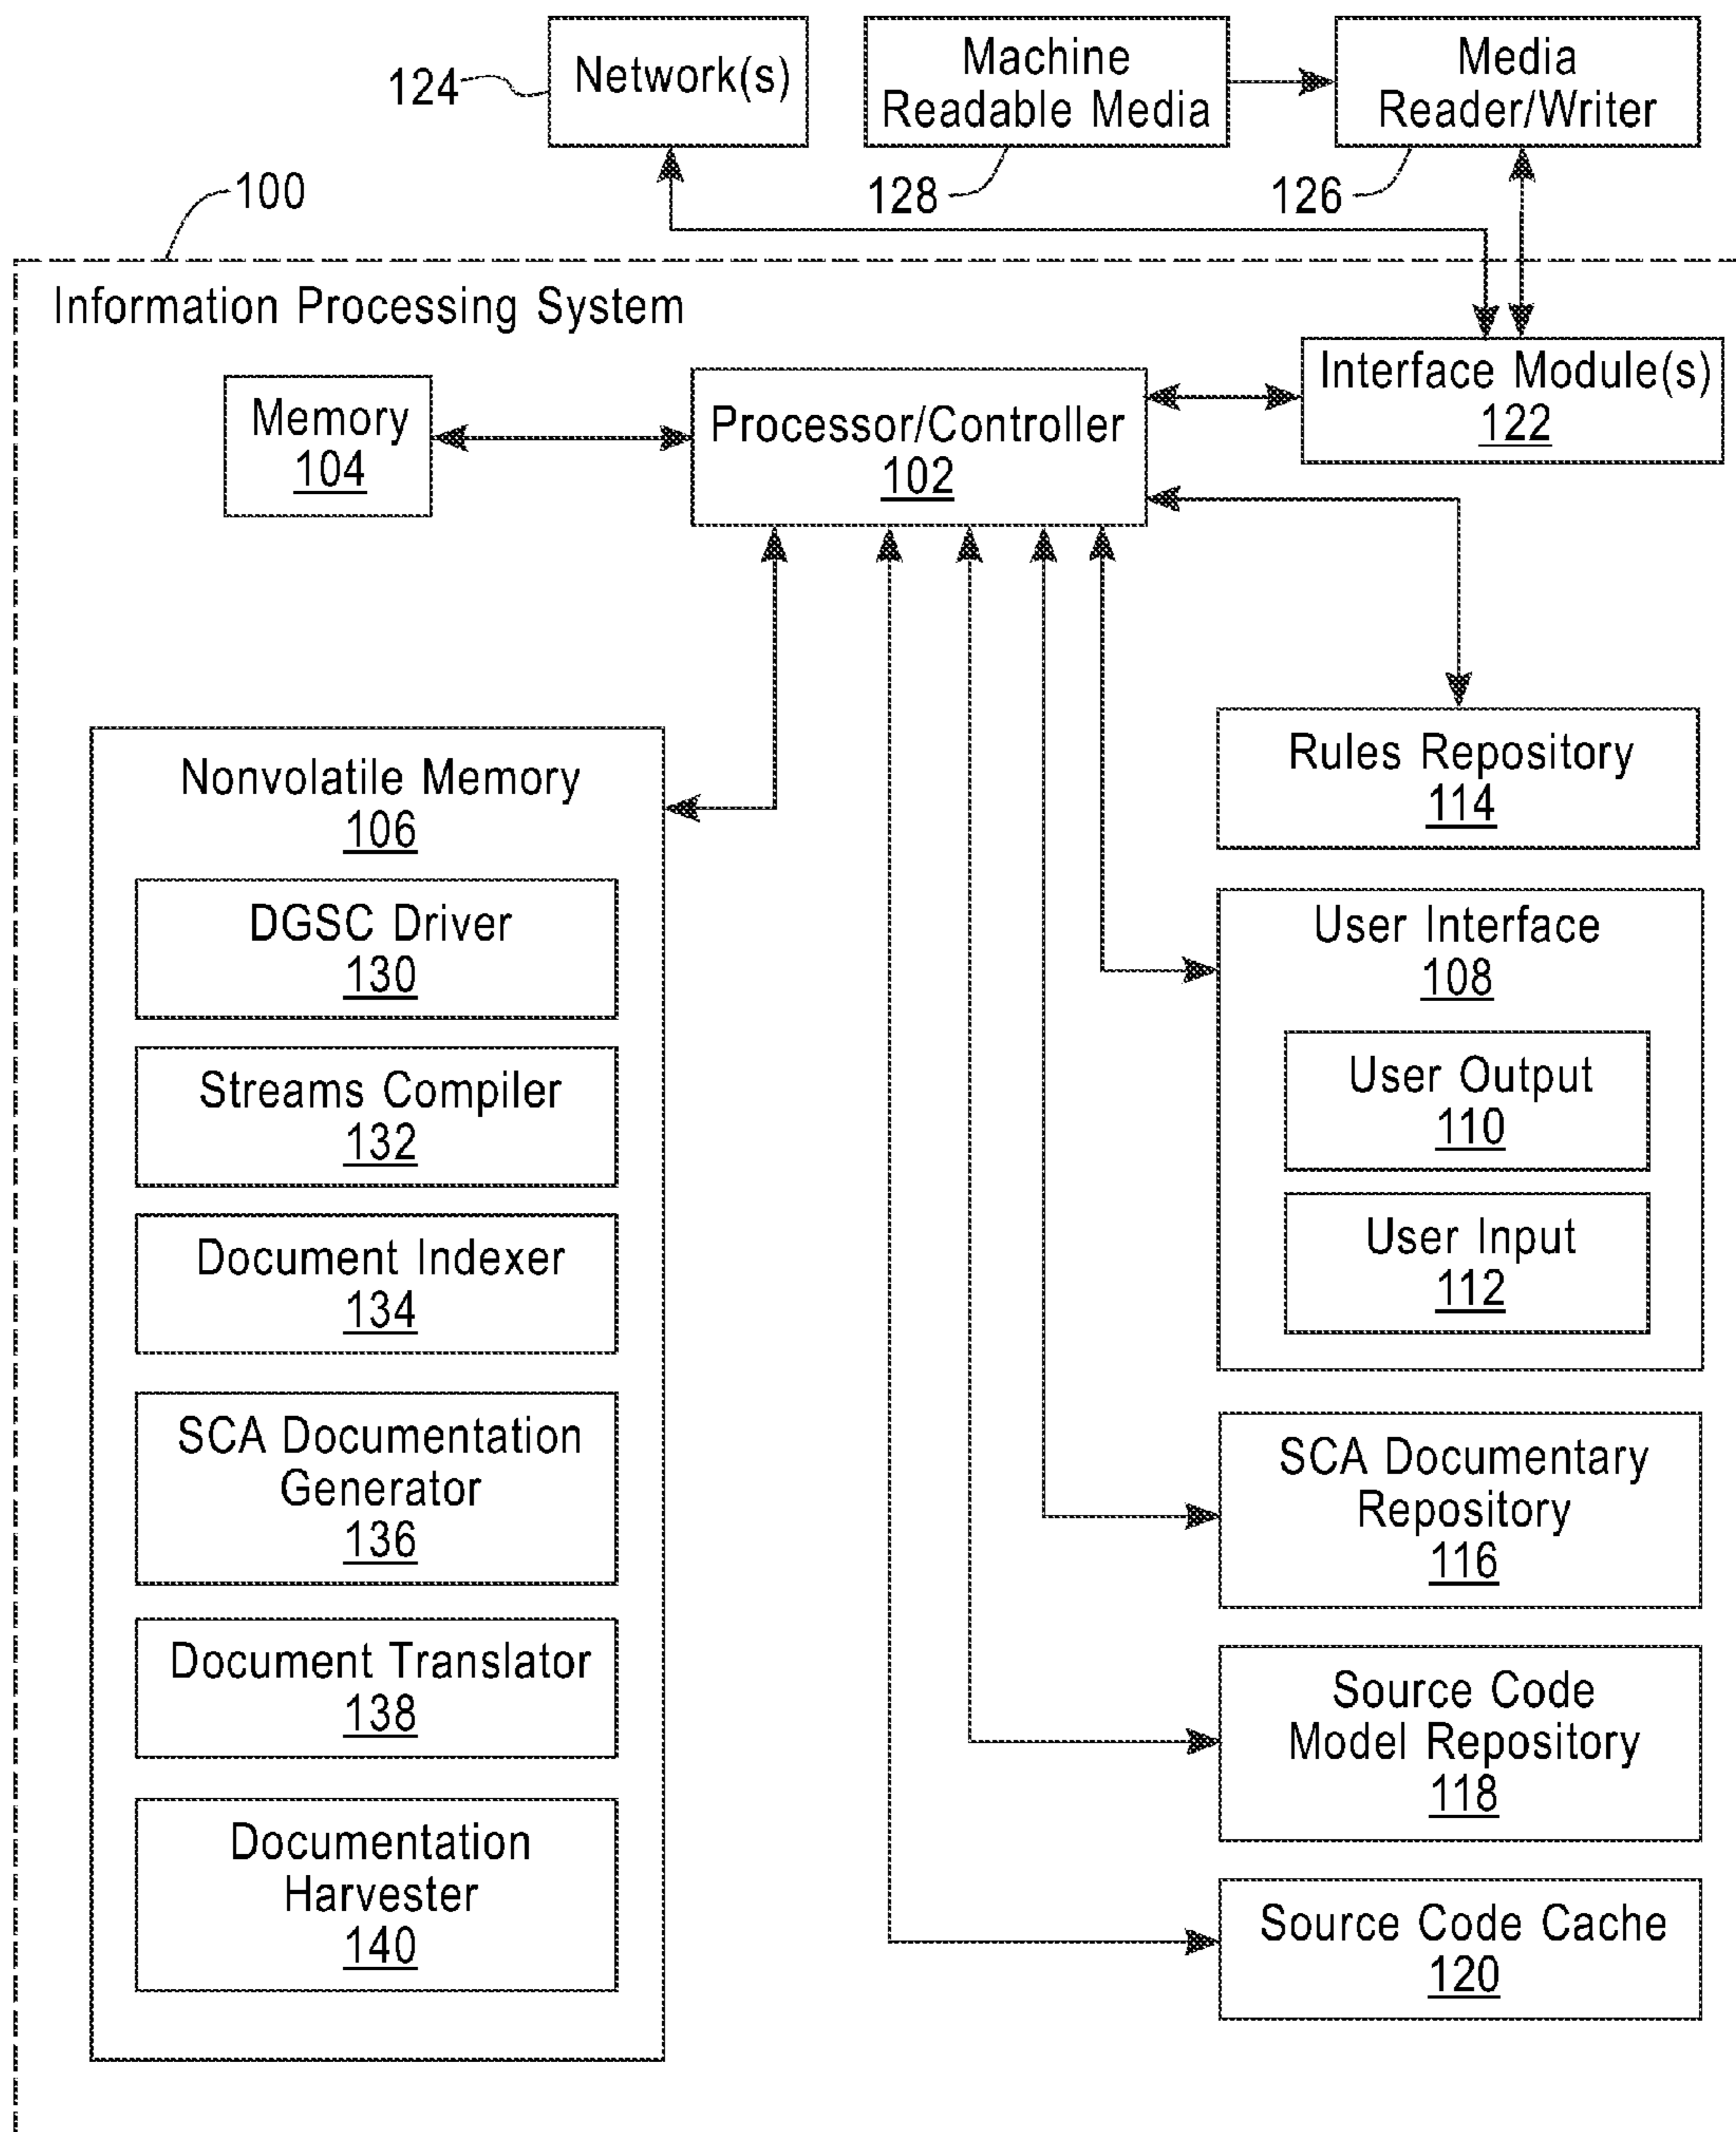 Network(s)
124
Machine
Readable Media
128
Media
Reader/Writer
126
100
Information Processing System
Memory
104
Processor/Controller
102
Interface Module(s)
122
Nonvolatile Memory
106
DGSC Driver
130
Streams Compiler
132
Document Indexer
134
SCA Documentation
Generator
136
Document Translator
138
Documentation
Harvester
140
Rules Repository
114
User Interface
108
User Output
110
User Input
112
SCA Documentary
Repository
116
Source Code
Model Repository
118
Source Code Cache
120